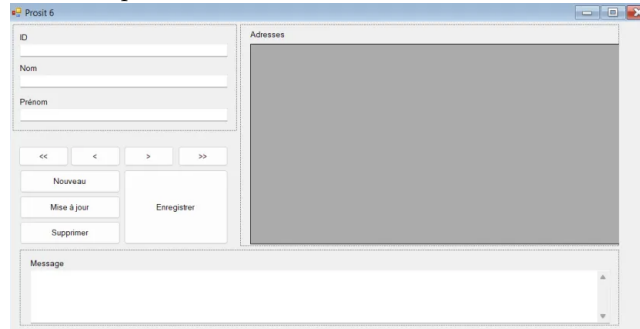 Prosit 6
ID
Nom
Prénom
Adresses
<< < > >>
Nouveau
Mise à jour
Supprimer
Enregistrer
Message